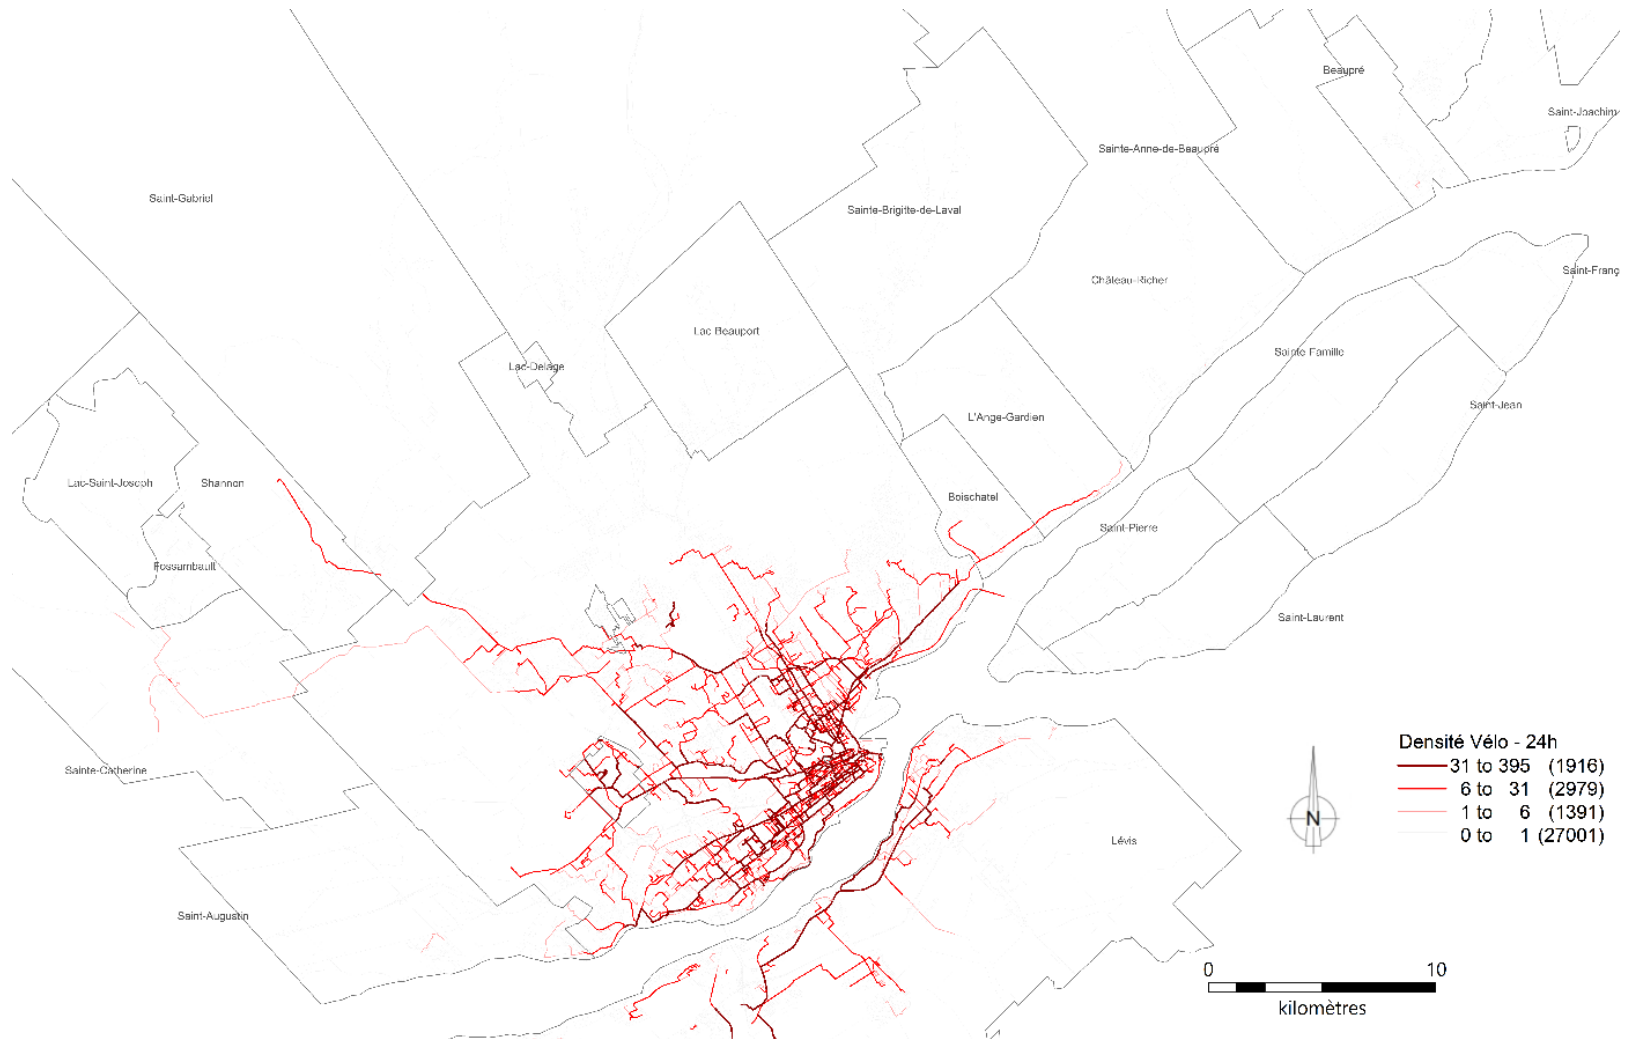 Beaupré
Saint-Joachim
Sainte-Anne-de-Beaupré
Saint-Gabriel
Sainte-Brigitte-de-Laval
Saint-Franç
Château-Richer
Lac Beauport
Sainte Famille
Lac-Delage
Saint-Jean
L'Ange-Gardien
Lac-Saint-Joseph
Shannon
Boischatel
Saint-Pierre
Fossambault
Saint-Laurent
Densité Vélo - 24h
31 to 395 (1916)
6 to 31 (2979)
1 to 6 (1391)
0 to 1 (27001)
Sainte-Catherine
N
Lévis
Saint-Augustin
0 10
kilomètres